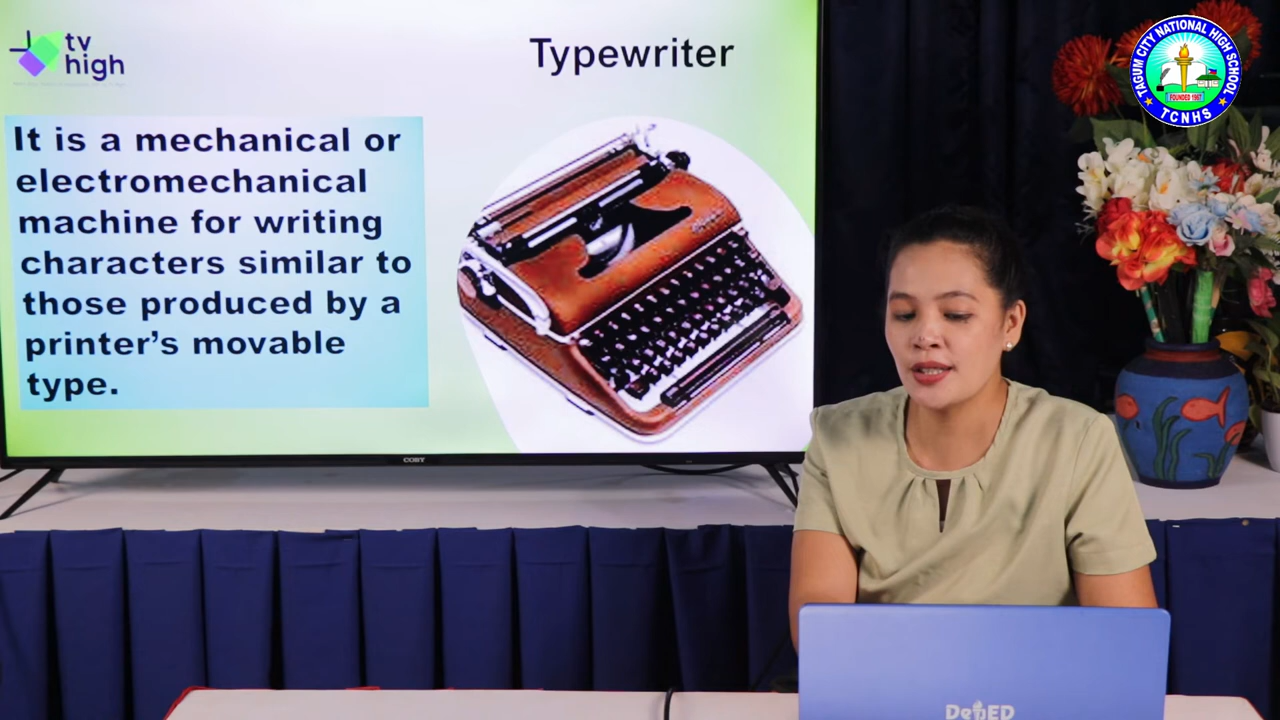 tv
high
Typewriter
It is a mechanical or
electromechanical
machine for writing
characters similar to
those produced by a
printer's movable
type.
COBY
TAGUM CITY NATIONAL HIGH SCHOOL
FOUNDED 1967
TCNHS
DepED